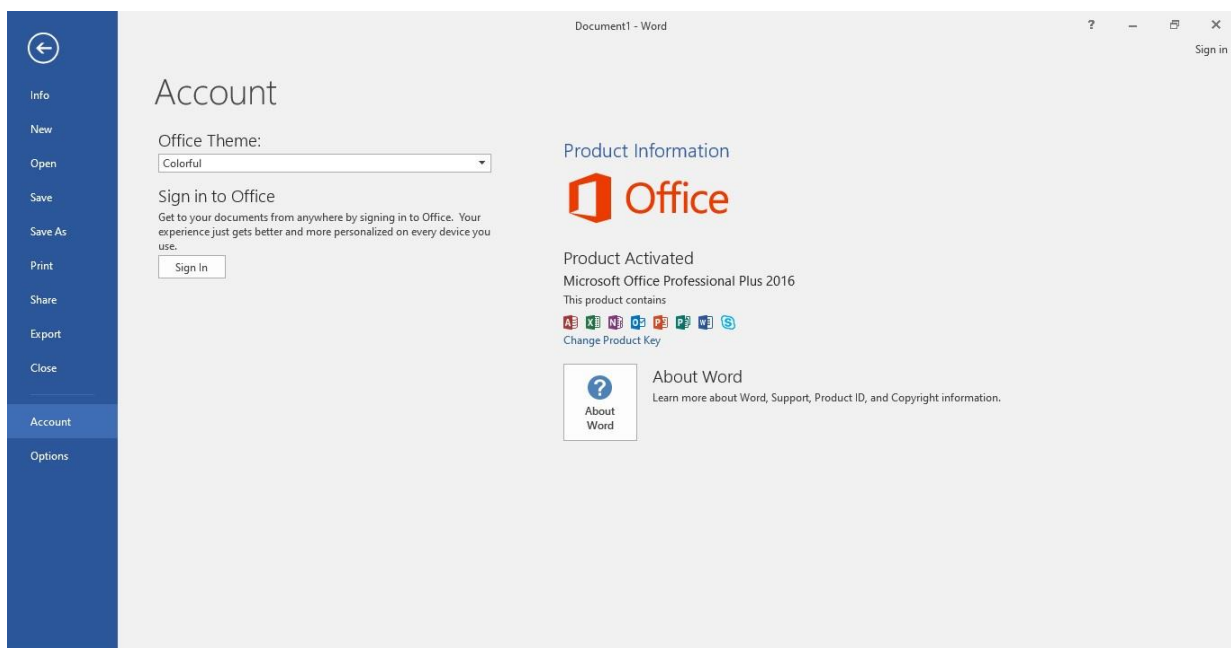 Document1 - Word
?
Sign in
Info
New
Open
Save
Save As
Print
Share
Export
Close
Account
Options
Account
Office Theme:
Colorful
Sign in to Office
Get to your documents from anywhere by signing in to Office. Your
experience just gets better and more personalized on every device you
use.
Sign In
Product Information
Office
Product Activated
Microsoft Office Professional Plus 2016
This product contains
A X N O P P W S
Change Product Key
?
About
Word
About Word
Learn more about Word, Support, Product ID, and Copyright information.